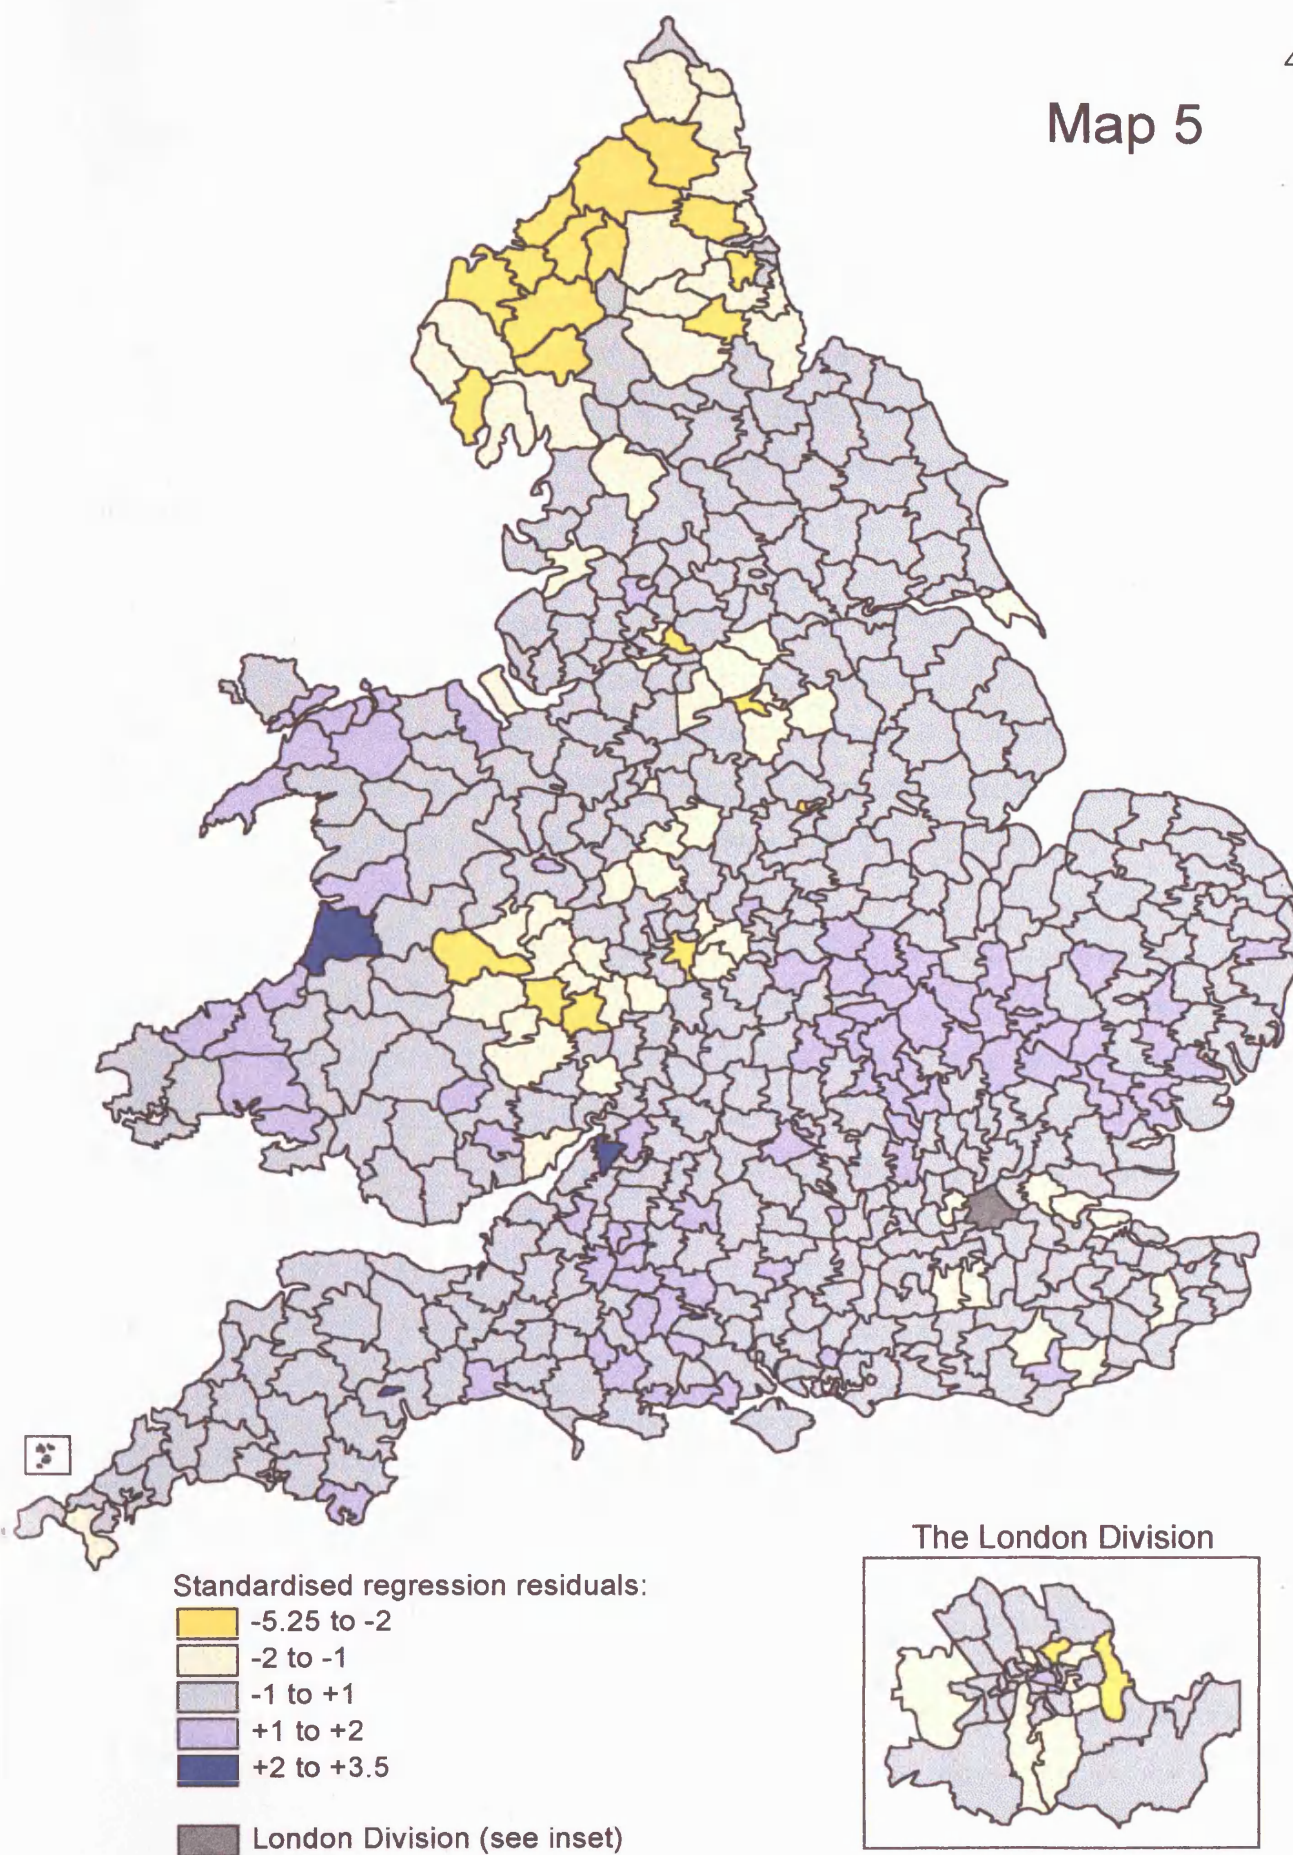 4
Map 5
The London Division
Standardised regression residuals:
-5.25 to -2
-2 to -1
-1 to +1
+1 to +2
+2 to +3.5
London Division (see inset)